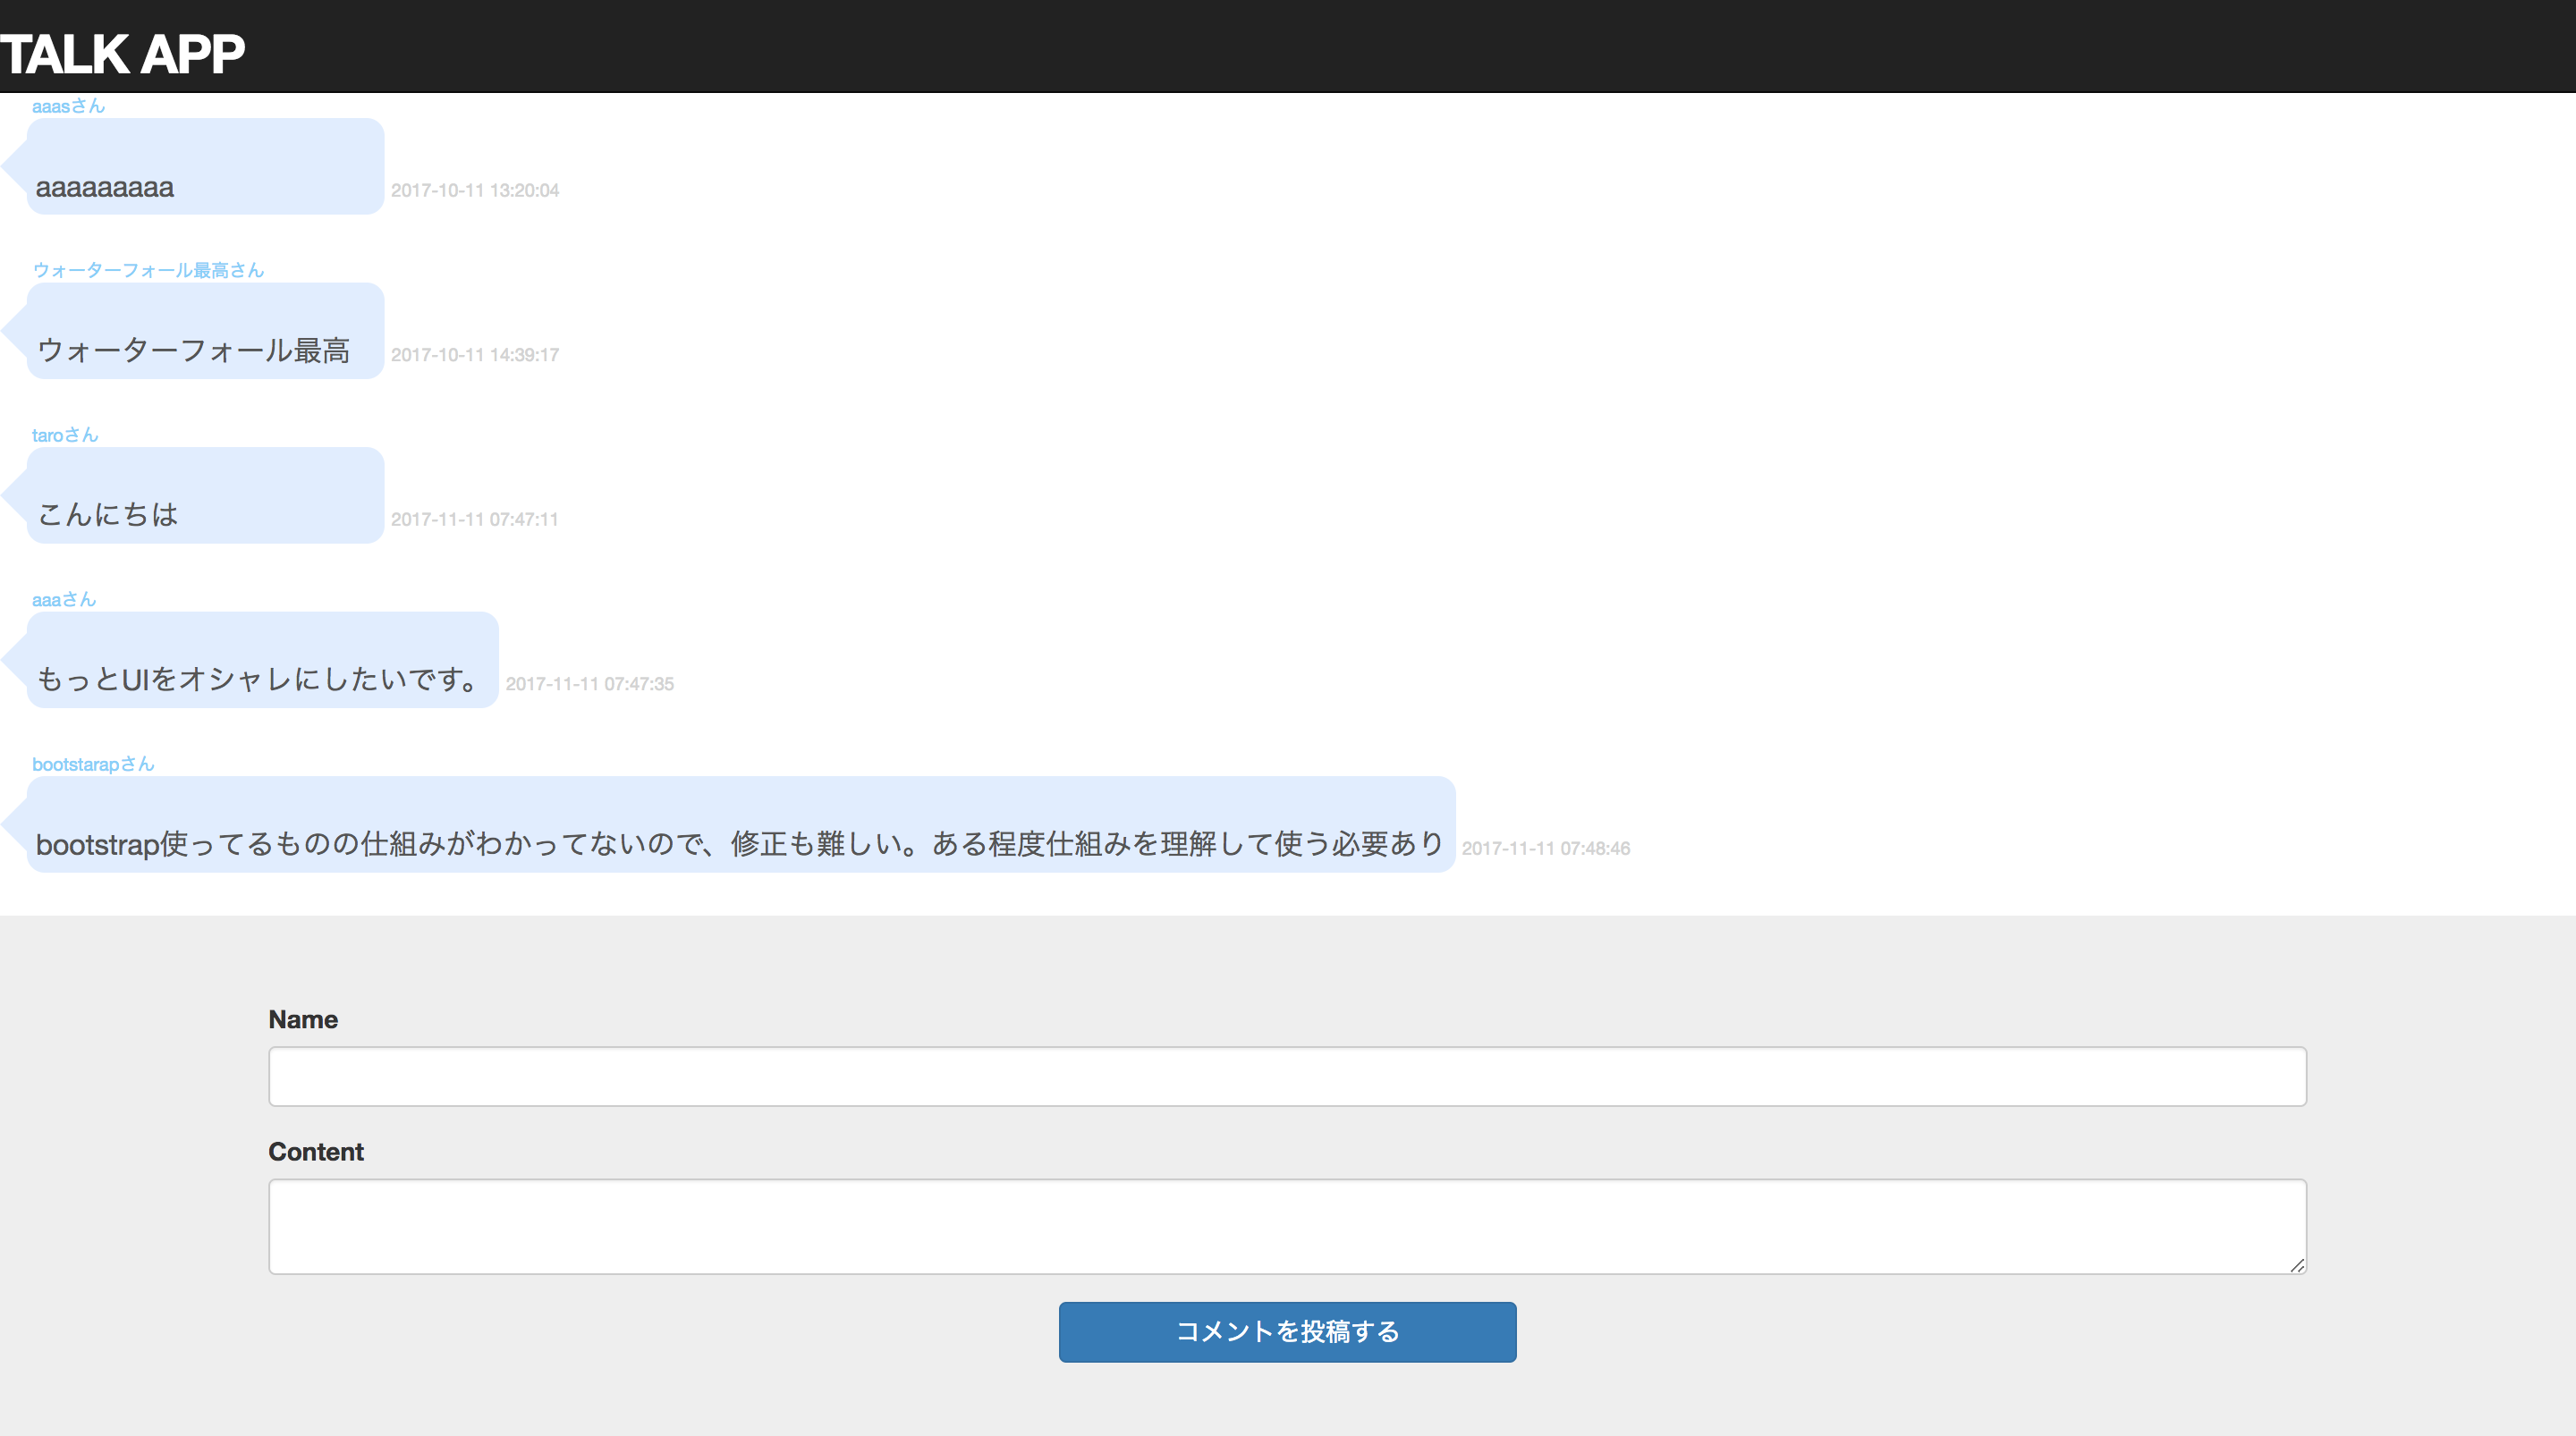 TALK APP
aaasさん
aaaaaaaaa
2017-10-11 13:20:04
ウォーターフォール最高さん
ウォーターフォール最高
2017-10-11 14:39:17
taroさん
こんにちは
2017-11-11 07:47:11
aaaさん
もっとUIをオシャレにしたいです。
2017-11-11 07:47:35
bootstarapさん
bootstrap使ってるものの仕組みがわかってないので、修正も難しい。ある程度仕組みを理解して使う必要あり
2017-11-11 07:48:46
Name
Content
コメントを投稿する